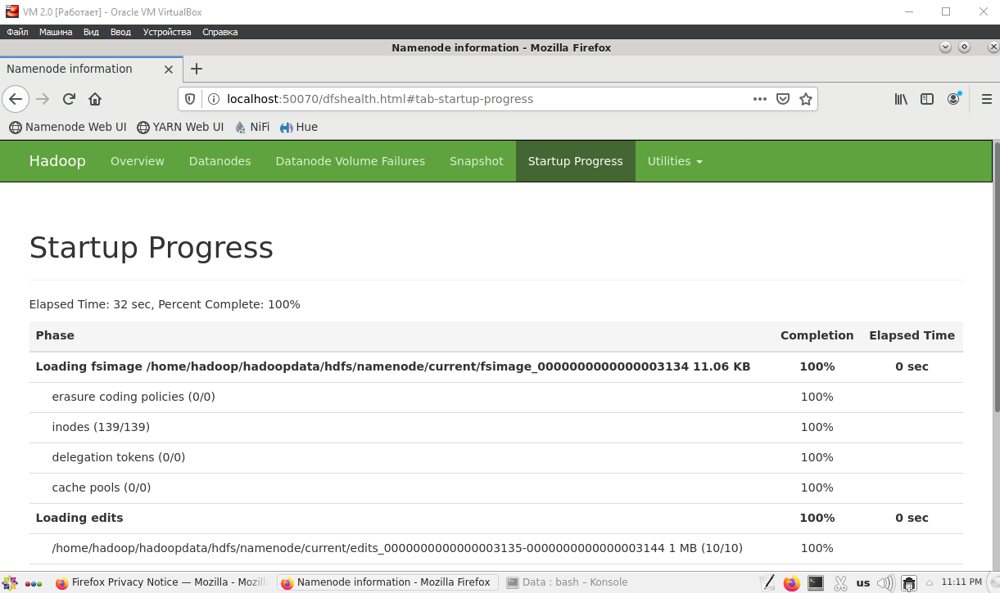 VM 2.0 [Работает] - Oracle VM VirtualBox
Файл Машина Вид Ввод Устройства Справка
Namenode information - Mozilla Firefox
Namenode information
localhost:50070/dfshealth.html#tab-startup-progress
Namenode Web UI YARN Web UI NiFi Hue
Hadoop Overview Datanodes Datanode Volume Failures Snapshot Startup Progress Utilities
Startup Progress
Elapsed Time: 32 sec, Percent Complete: 100%
Phase Completion Elapsed Time
Loading fsimage /home/hadoop/hadoopdata/hdfs/namenode/current/fsimage_0000000000000003134 11.06 KB 100% 0 sec
erasure coding policies (0/0) 100%
inodes (139/139) 100%
delegation tokens (0/0) 100%
cache pools (0/0) 100%
Loading edits 100% 0 sec
/home/hadoop/hadoopdata/hdfs/namenode/current/edits_0000000000000003135-0000000000000003144 1 MB (10/10) 100%
Firefox Privacy Notice — Mozilla - Mozill Namenode information - Mozilla Firefox Data : bash – Konsole us 11:11 PM